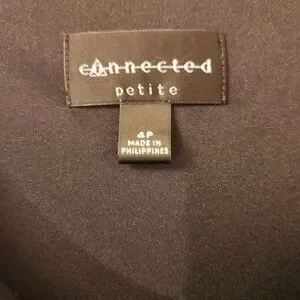 connected
petite
4P
MADE IN
PHILIPPINES